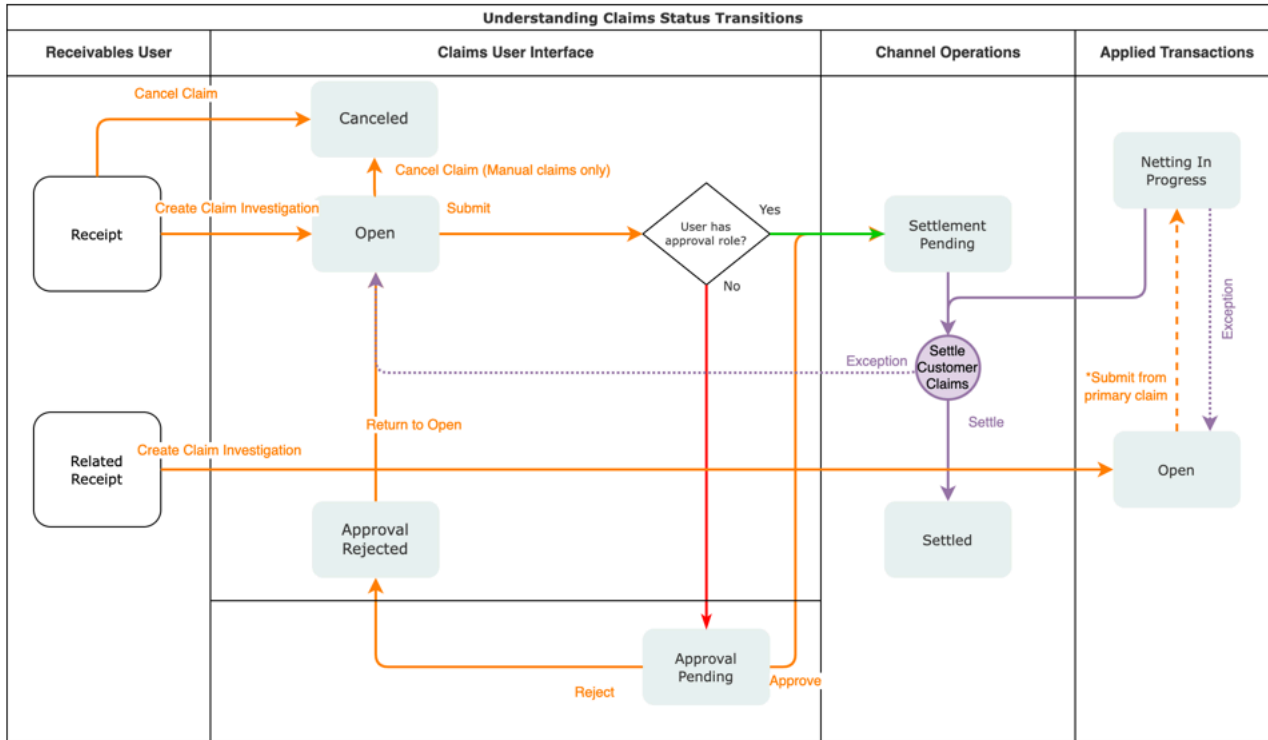 Understanding Claims Status Transitions
Receivables User
Claims User Interface
Channel Operations
Applied Transactions
Cancel Claim
Canceled
Cancel Claim (Manual claims only)
Netting In
Progress
Receipt
Create Claim Investigation
Open
Submit
User has
approval role?
Yes
No
Settlement
Pending
Exception
Settle
Customer
Claims
Exception
*Submit from
primary claim
Settle
Return to Open
Related
Receipt
Create Claim Investigation
Open
Approval
Rejected
Settled
Approval
Pending
Reject
Approve